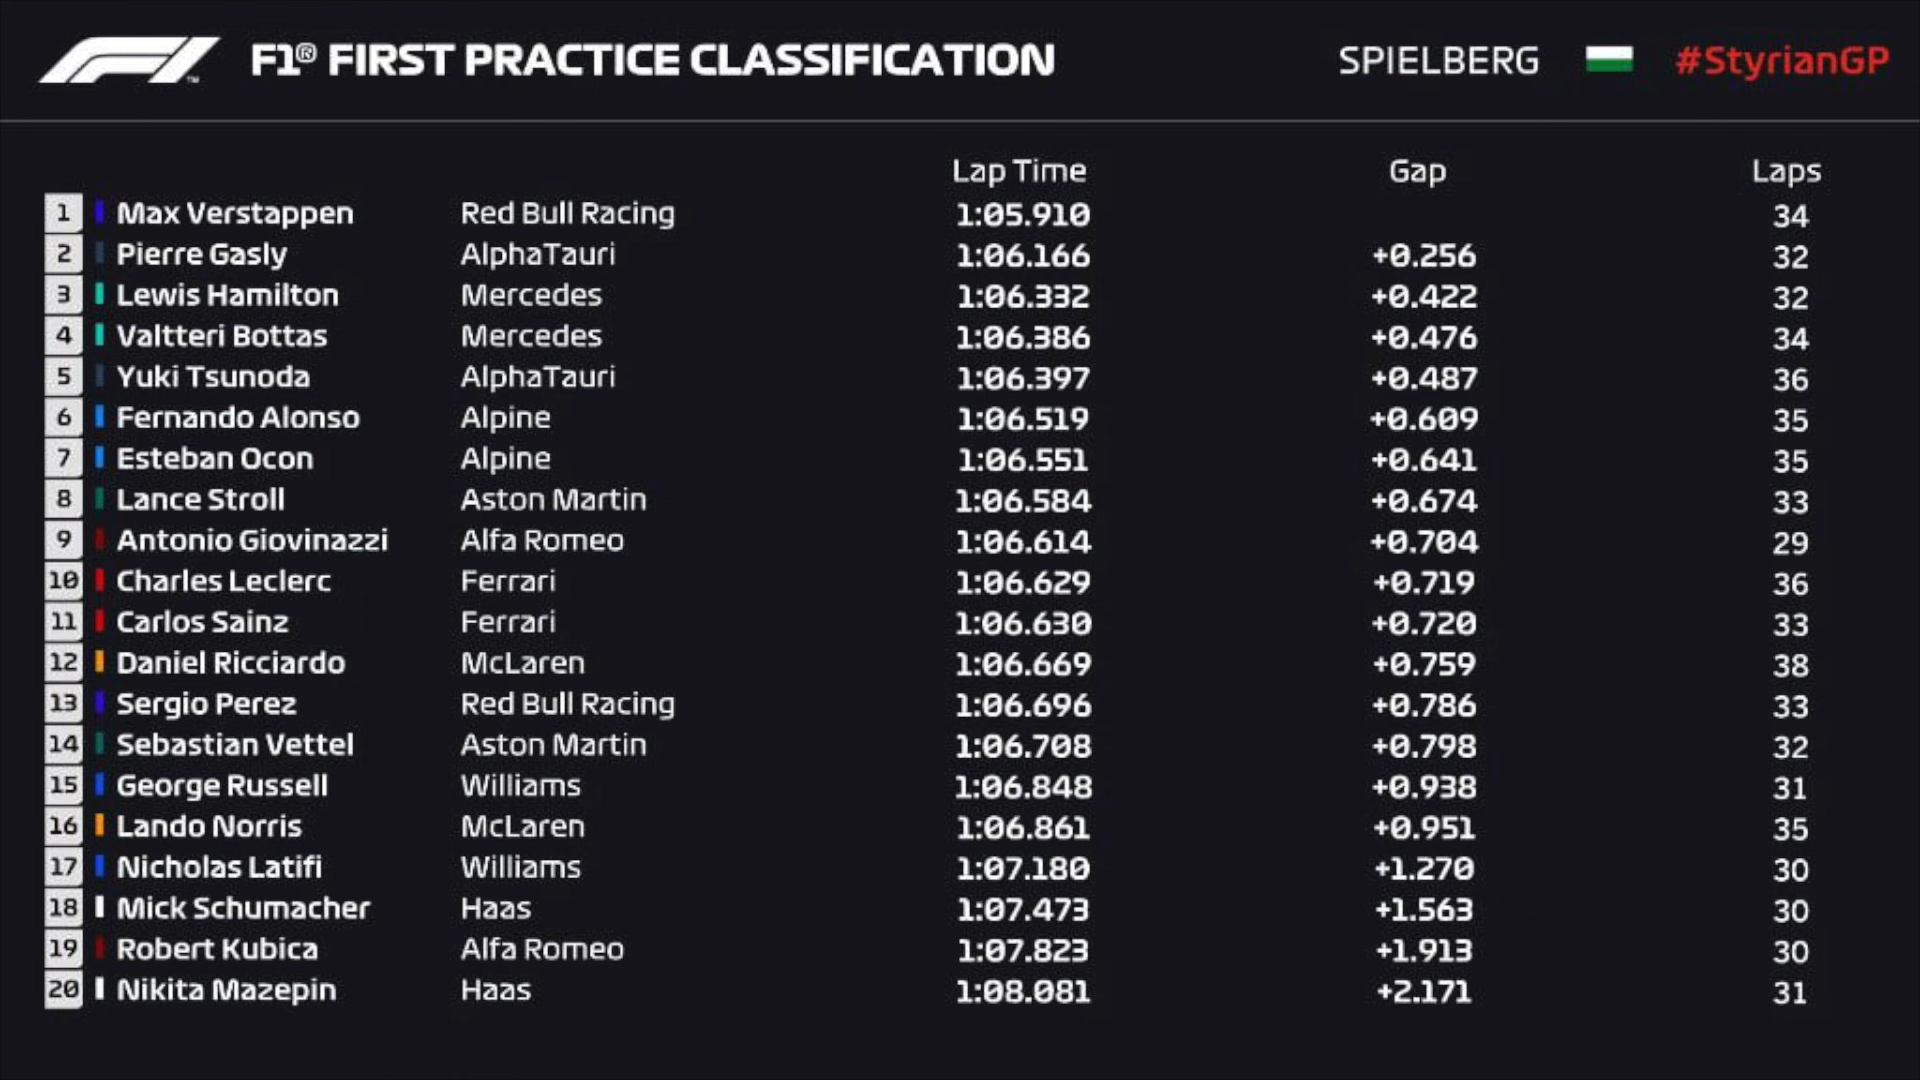 F1® FIRST PRACTICE CLASSIFICATION SPIELBERG #StyrianGP
Lap Time Gap Laps
1 Max Verstappen Red Bull Racing 1:05.910 34
2 Pierre Gasly AlphaTauri 1:06.166 +0.256 32
3 Lewis Hamilton Mercedes 1:06.332 +0.422 32
4 Valtteri Bottas Mercedes 1:06.386 +0.476 34
5 Yuki Tsunoda AlphaTauri 1:06.397 +0.487 36
6 Fernando Alonso Alpine 1:06.519 +0.609 35
7 Esteban Ocon Alpine 1:06.551 +0.641 35
8 Lance Stroll Aston Martin 1:06.584 +0.674 33
9 Antonio Giovinazzi Alfa Romeo 1:06.614 +0.704 29
10 Charles Leclerc Ferrari 1:06.629 +0.719 36
11 Carlos Sainz Ferrari 1:06.630 +0.720 33
12 Daniel Ricciardo McLaren 1:06.669 +0.759 38
13 Sergio Perez Red Bull Racing 1:06.696 +0.786 33
14 Sebastian Vettel Aston Martin 1:06.708 +0.798 32
15 George Russell Williams 1:06.848 +0.938 31
16 Lando Norris McLaren 1:06.861 +0.951 35
17 Nicholas Latifi Williams 1:07.180 +1.270 30
18 Mick Schumacher Haas 1:07.473 +1.563 30
19 Robert Kubica Alfa Romeo 1:07.823 +1.913 30
20 Nikita Mazepin Haas 1:08.081 +2.171 31